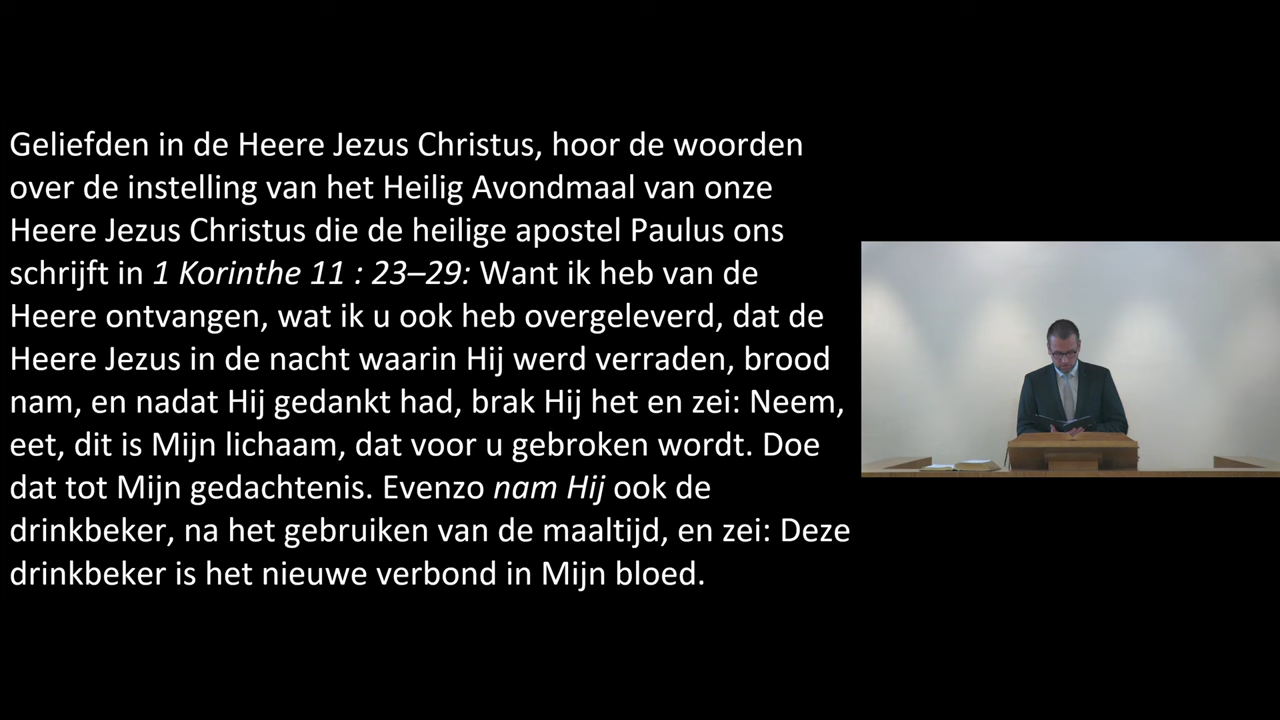 Geliefden in de Heere Jezus Christus, hoor de woorden
over de instelling van het Heilig Avondmaal van onze
Heere Jezus Christus die de heilige apostel Paulus ons
schrijft in 1 Korinthe 11 : 23–29: Want ik heb van de
Heere ontvangen, wat ik u ook heb overgeleverd, dat de
Heere Jezus in de nacht waarin Hij werd verraden, brood
nam, en nadat Hij gedankt had, brak Hij het en zei: Neem,
eet, dit is Mijn lichaam, dat voor u gebroken wordt. Doe
dat tot Mijn gedachtenis. Evenzo nam Hij ook de
drinkbeker, na het gebruiken van de maaltijd, en zei: Deze
drinkbeker is het nieuwe verbond in Mijn bloed.